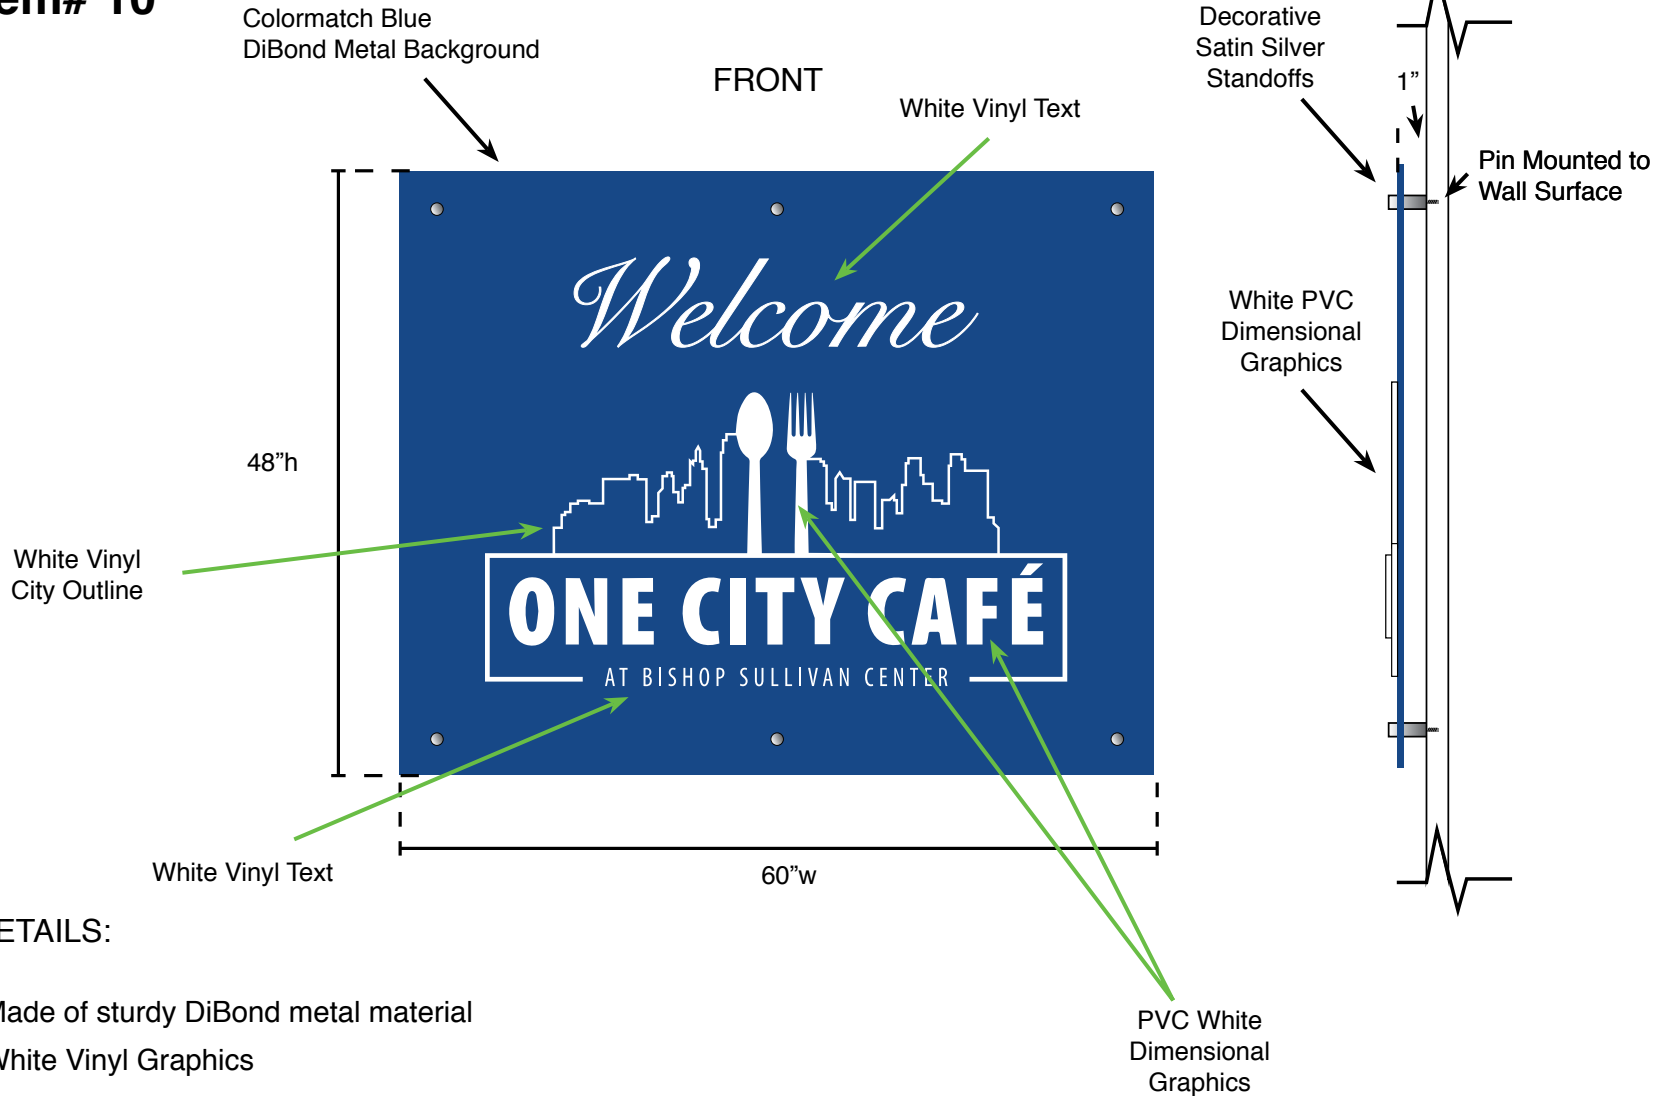 em# 10
Colormatch Blue
DiBond Metal Background
FRONT
White Vinyl Text
Decorative
Satin Silver
Standoffs
1”
Pin Mounted to
Wall Surface
Welcome
White PVC
Dimensional
Graphics
48”h
White Vinyl
City Outline
ONE CITY CAFÉ
AT BISHOP SULLIVAN CENTER
White Vinyl Text
60”w
ETAILS:
Made of sturdy DiBond metal material
White Vinyl Graphics
PVC White
Dimensional
Graphics